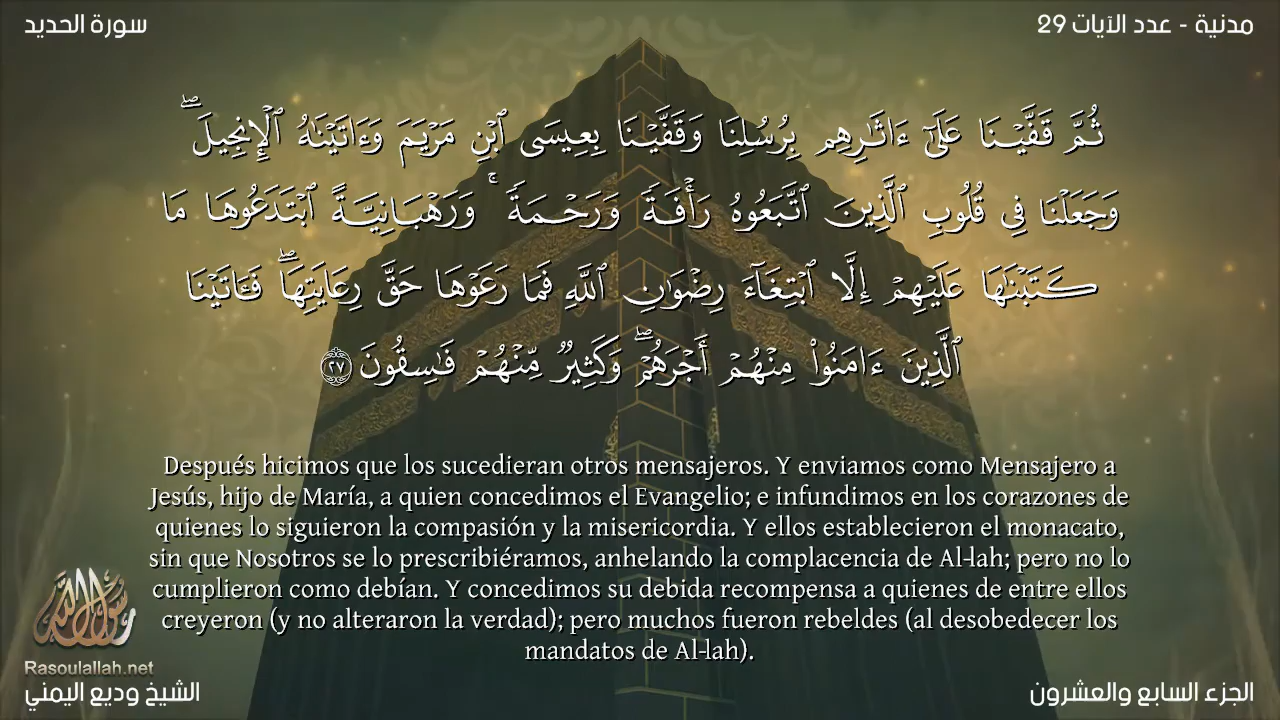 سورة الحديد
مدنية - عدد الآيات 29
ثُمَّ قَفَّيْنَا عَلَىٰٓ ءَاثَٰرِهِم بِرُسُلِنَا وَقَفَّيْنَا بِعِيسَى ٱبْنِ مَرْيَمَ وَءَاتَيْنَٰهُ ٱلْإِنجِيلَ ۖ
وَجَعَلْنَا فِى قُلُوبِ ٱلَّذِينَ ٱتَّبَعُوهُ رَأْفَةً وَرَحْمَةً ۚ وَرَهْبَانِيَّةً ٱبْتَدَعُوهَا مَا
كَتَبْنَٰهَا عَلَيْهِمْ إِلَّا ٱبْتِغَآءَ رِضْوَٰنِ ٱللَّهِ فَمَا رَعَوْهَا حَقَّ رِعَايَتِهَا ۖ فَـَٔاتَيْنَا
ٱلَّذِينَ ءَامَنُوا۟ مِنْهُمْ أَجْرَهُمْ ۖ وَكَثِيرٌ مِّنْهُمْ فَٰسِقُونَ ٢٧
Después hicimos que los sucedieran otros mensajeros. Y enviamos como Mensajero a
Jesús, hijo de María, a quien concedimos el Evangelio; e infundimos en los corazones de
quienes lo siguieron la compasión y la misericordia. Y ellos establecieron el monacato,
sin que Nosotros se lo prescribiéramos, anhelando la complacencia de Al-lah; pero no lo
cumplieron como debían. Y concedimos su debida recompensa a quienes de entre ellos
creyeron (y no alteraron la verdad); pero muchos fueron rebeldes (al desobedecer los
mandatos de Al-lah).
رسول الله
Rasoulallah.net
الشيخ وديع اليمني
الجزء السابع والعشرون